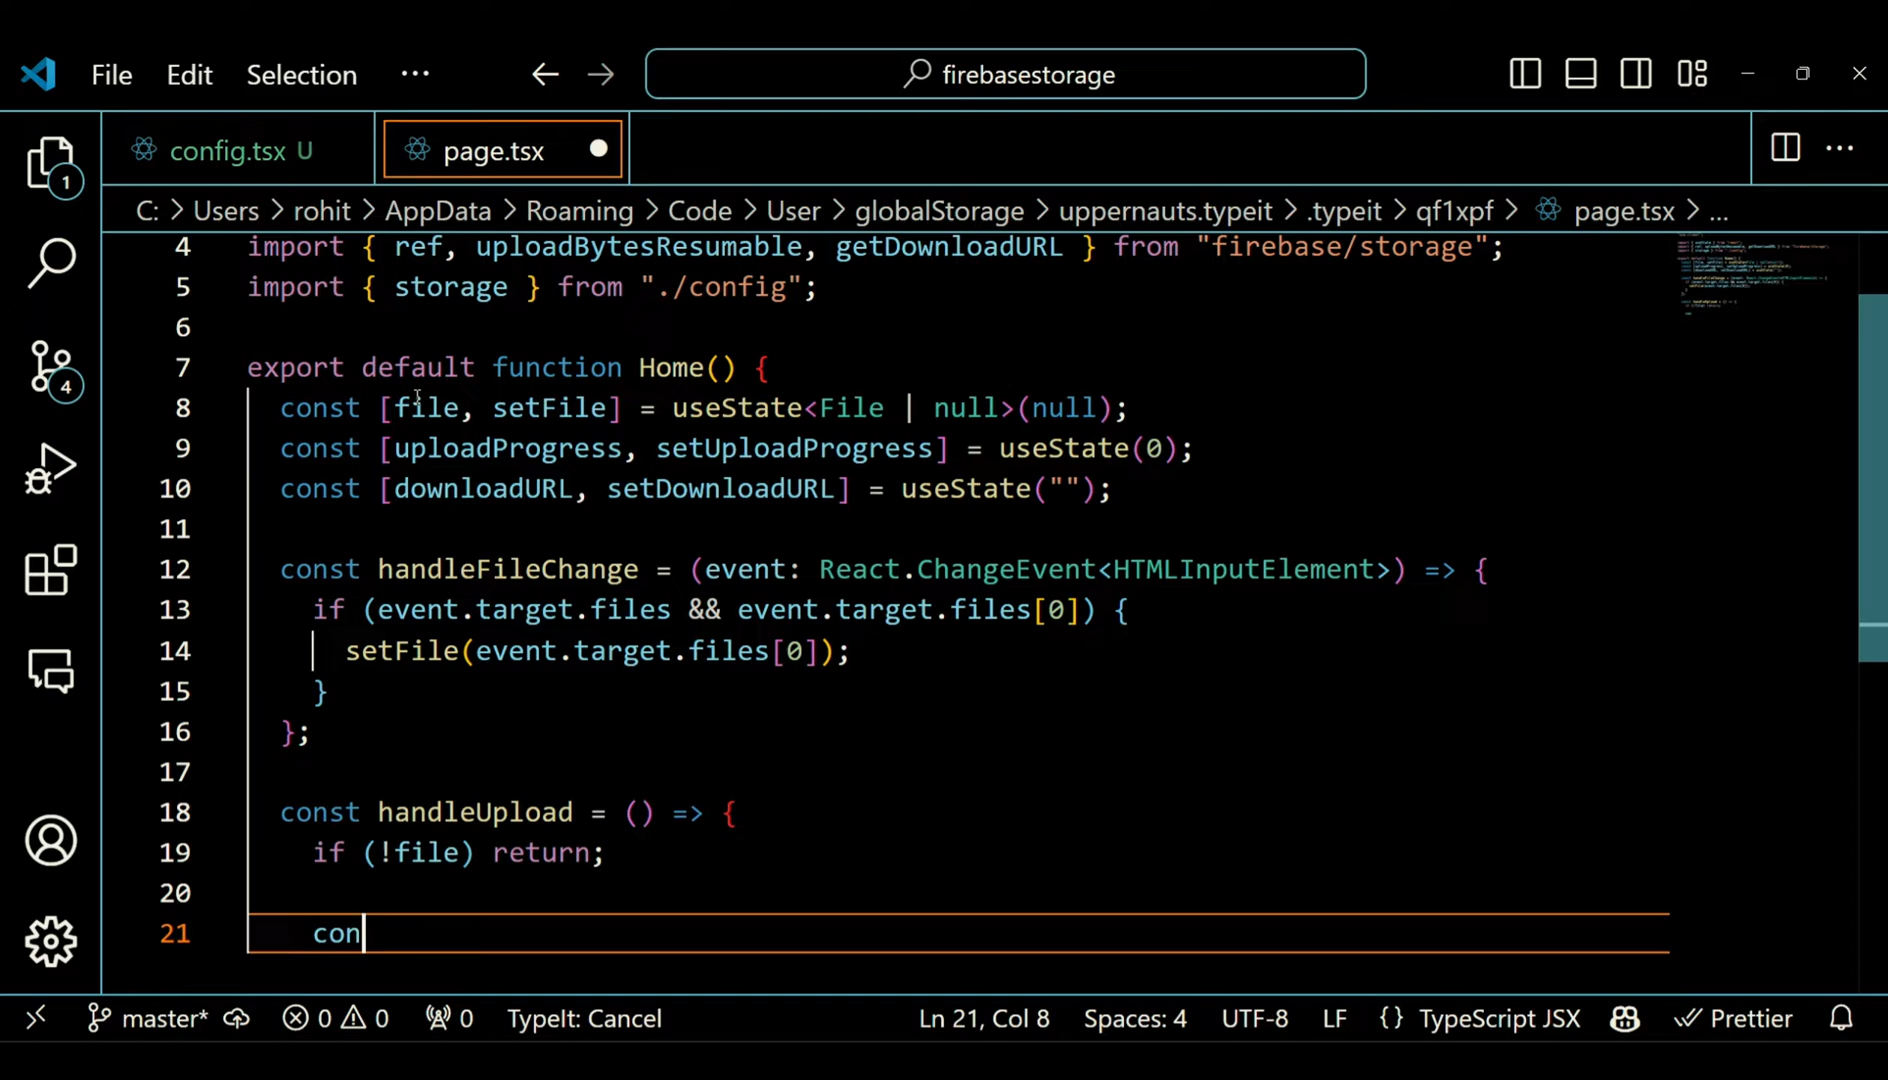 File Edit Selection ··· firebasestorage
config.tsx U page.tsx
C: > Users > rohit > AppData > Roaming > Code > User > globalStorage > uppernauts.typeit > .typeit > qf1xpf > page.tsx > ...
4 import { ref, uploadBytesResumable, getDownloadURL } from "firebase/storage";
5 import { storage } from "./config";
6
7 export default function Home() {
8 const [file, setFile] = useState<File | null>(null);
9 const [uploadProgress, setUploadProgress] = useState(0);
10 const [downloadURL, setDownloadURL] = useState("");
11
12 const handleFileChange = (event: React.ChangeEvent<HTMLInputElement>) => {
13 if (event.target.files && event.target.files[0]) {
14 setFile(event.target.files[0]);
15 }
16 };
17
18 const handleUpload = () => {
19 if (!file) return;
20
21 con
1
4
master* 0 0 0 TypeIt: Cancel Ln 21, Col 8 Spaces: 4 UTF-8 LF {} TypeScript JSX Prettier